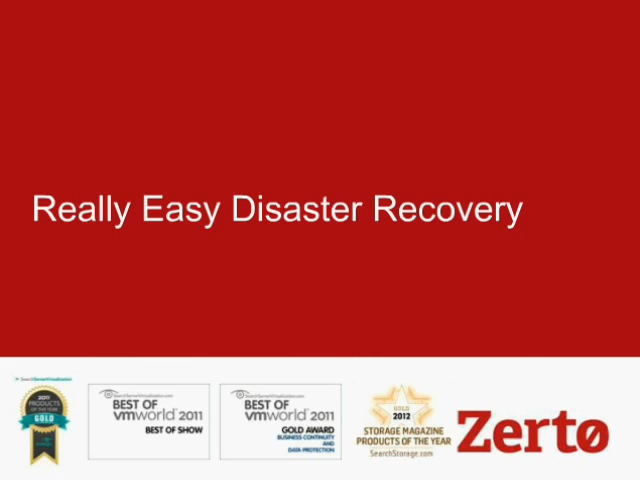 Really Easy Disaster Recovery
SearchServerVirtualization
2011
PRODUCTS
OF THE YEAR
GOLD
BEST OF
vmworld 2011
BEST OF SHOW
BEST OF
vmworld 2011
GOLD AWARD
BUSINESS CONTINUITY
AND
DATA PROTECTION
GOLD
2012
STORAGE MAGAZINE
PRODUCTS OF THE YEAR
SearchStorage.com
Zertø